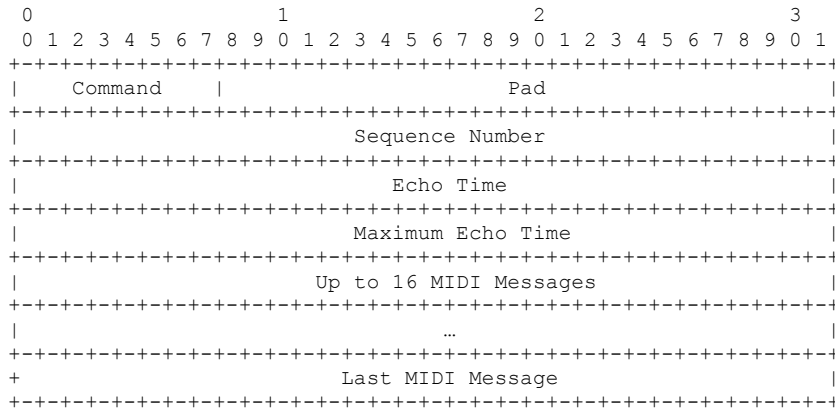 0                   1                   2                   3
 0 1 2 3 4 5 6 7 8 9 0 1 2 3 4 5 6 7 8 9 0 1 2 3 4 5 6 7 8 9 0 1
+-+-+-+-+-+-+-+-+-+-+-+-+-+-+-+-+-+-+-+-+-+-+-+-+-+-+-+-+-+-+-+-+
|    Command    |                      Pad                      |
+-+-+-+-+-+-+-+-+-+-+-+-+-+-+-+-+-+-+-+-+-+-+-+-+-+-+-+-+-+-+-+-+
|                          Sequence Number                      |
+-+-+-+-+-+-+-+-+-+-+-+-+-+-+-+-+-+-+-+-+-+-+-+-+-+-+-+-+-+-+-+-+
|                             Echo Time                         |
+-+-+-+-+-+-+-+-+-+-+-+-+-+-+-+-+-+-+-+-+-+-+-+-+-+-+-+-+-+-+-+-+
|                          Maximum Echo Time                    |
+-+-+-+-+-+-+-+-+-+-+-+-+-+-+-+-+-+-+-+-+-+-+-+-+-+-+-+-+-+-+-+-+
|                       Up to 16 MIDI Messages                  |
+-+-+-+-+-+-+-+-+-+-+-+-+-+-+-+-+-+-+-+-+-+-+-+-+-+-+-+-+-+-+-+-+
|                                 …                             |
+-+-+-+-+-+-+-+-+-+-+-+-+-+-+-+-+-+-+-+-+-+-+-+-+-+-+-+-+-+-+-+-+
+                         Last MIDI Message                     |
+-+-+-+-+-+-+-+-+-+-+-+-+-+-+-+-+-+-+-+-+-+-+-+-+-+-+-+-+-+-+-+-+